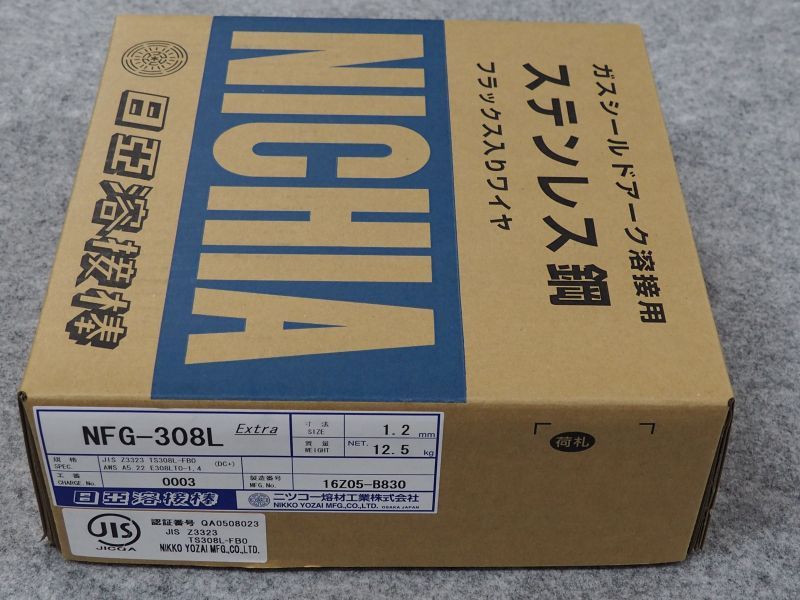 ガスシールドアーク溶接用
ステンレス鋼
フラックス入りワイヤ
NICHIA
日亞溶接棒
荷札
NFG-308L Extra
寸法 SIZE 1.2 mm
質量 WEIGHT NET. 12.5 kg
規格 SPEC. JIS Z3323 TS308L-FB0 (DC+)
AWS A5.22 E308LT0-1,4
工番 CHARGE.No. 0003
製造番号 MFG.No. 16Z05-B830
日亞溶接棒
ニツコー熔材工業株式会社
NIKKO YOZAI MFG.,CO.,LTD. OSAKA JAPAN
JIS
JICQA
認証番号 QA0508023
JIS Z3323
TS308L-FB0
NIKKO YOZAI MFG.,CO.,LTD.